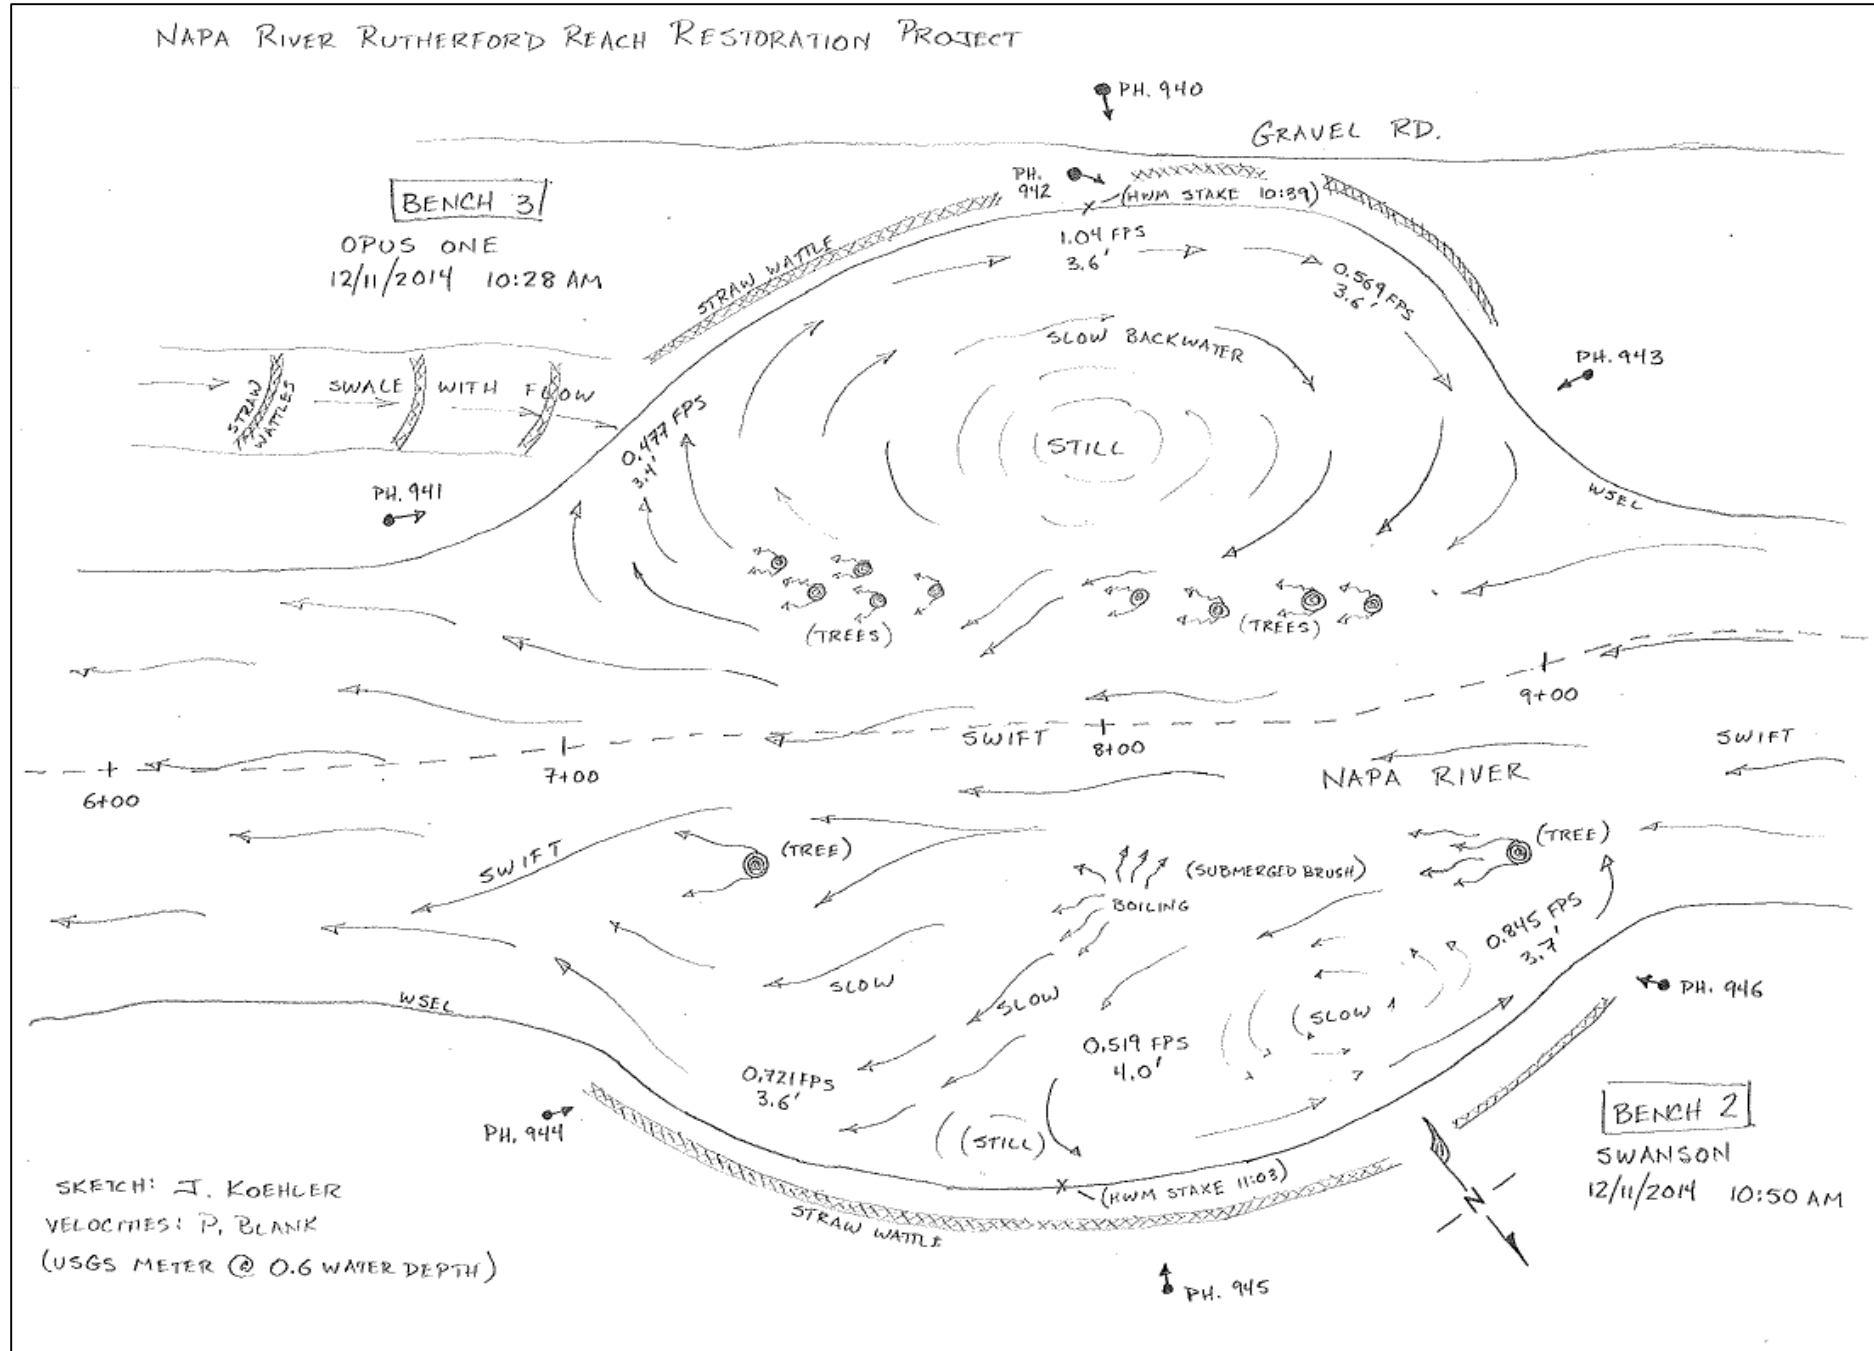 NAPA RIVER RUTHERFORD REACH RESTORATION PROJECT
PH. 940
GRAVEL RD.
PH.
942
(HWM STAKE 10:39)
BENCH 3
OPUS ONE
12/11/2014 10:28 AM
STRAW WATTLE
1.04 FPS
3.6'
0.569 FPS
3.6'
SLOW BACKWATER
PH. 943
SWALE WITH FLOW
STRAW
WATTLES
0.477 FPS
3.4'
STILL
PH. 941
WSEL
(TREES)
(TREES)
9+00
SWIFT
8+00
SWIFT
7+00
6+00
NAPA RIVER
SWIFT
(TREE)
(TREE)
(SUBMERGED BRUSH)
BOILING
0.845 FPS
3.7'
SLOW
SLOW
(SLOW
WSEL
PH. 946
0.519 FPS
4.0'
0.721 FPS
3.6'
PH. 944
(STILL)
BENCH 2
SWANSON
12/11/2014 10:50 AM
(HWM STAKE 11:03)
STRAW WATTLE
N
SKETCH: J. KOEHLER
VELOCITIES: P. BLANK
(USGS METER @ 0.6 WATER DEPTH)
PH. 945